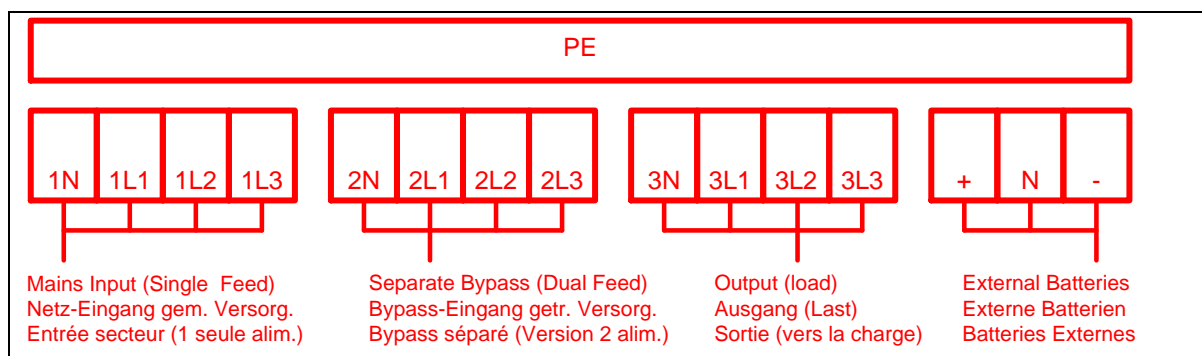 PE
1N 1L1 1L2 1L3 2N 2L1 2L2 2L3 3N 3L1 3L2 3L3 + N -
Mains Input (Single Feed)
Netz-Eingang gem. Versorg.
Entrée secteur (1 seule alim.)
Separate Bypass (Dual Feed)
Bypass-Eingang getr. Versorg.
Bypass séparé (Version 2 alim.)
Output (load)
Ausgang (Last)
Sortie (vers la charge)
External Batteries
Externe Batterien
Batteries Externes